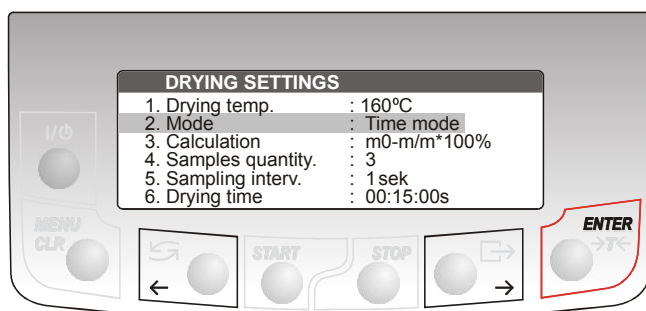 DRYING SETTINGS
1. Drying temp. : 160ºC
2. Mode : Time mode
3. Calculation : m0-m/m*100%
4. Samples quantity. : 3
5. Sampling interv. : 1sek
6. Drying time : 00:15:00s
I/⏻
MENU
CLR
START
STOP
ENTER
→T←